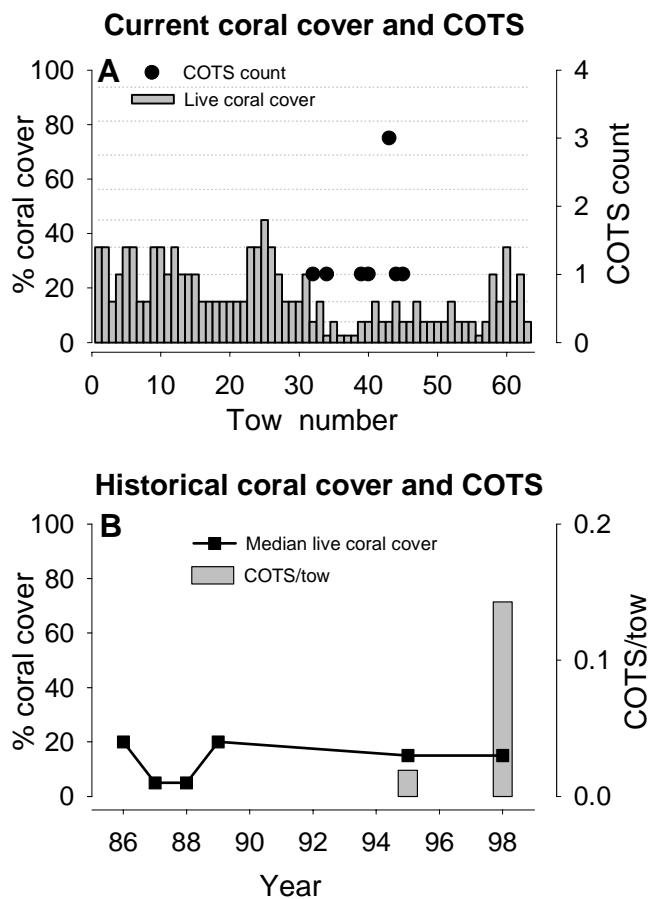 Current coral cover and COTS
A
COTS count
Live coral cover
100
80
60
40
20
0
% coral cover
4
3
2
1
0
COTS count
0 10 20 30 40 50 60
Tow number
Historical coral cover and COTS
B
Median live coral cover
COTS/tow
100
80
60
40
20
0
% coral cover
0.2
0.1
0.0
COTS/tow
86 88 90 92 94 96 98
Year